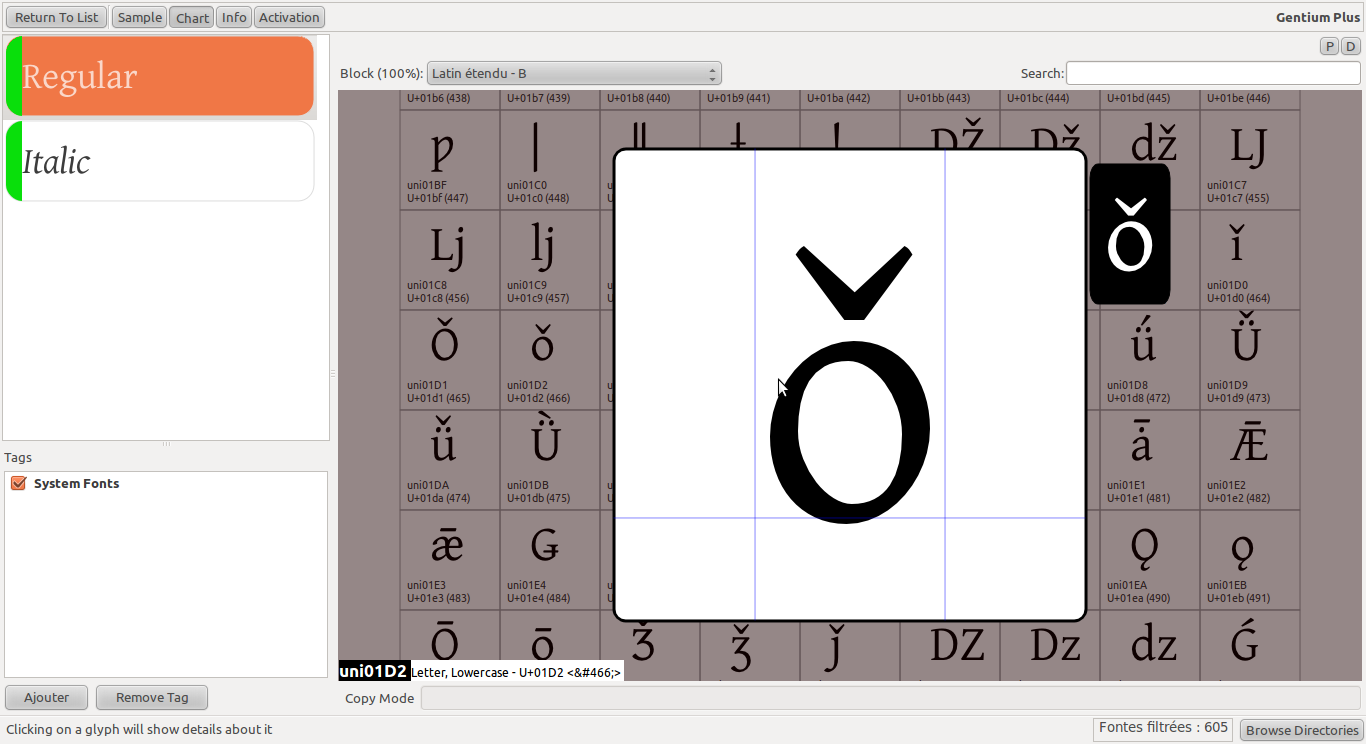 Return To List Sample Chart Info Activation Gentium Plus
P D
Regular
Italic
Block (100%): Latin étendu - B Search:
U+01b6 (438) U+01b7 (439) U+01b8 (440) U+01b9 (441) U+01ba (442) U+01bb (443) U+01bc (444) U+01bd (445) U+01be (446)
ƿ ǀ ǁ ǂ ǃ Ǆ ǅ ǆ Ǉ
uni01BF uni01C0 uni01C7
U+01bf (447) U+01c0 (448) U+01c7 (455)
ǈ ǉ ǒ ǒ ǐ
uni01C8 uni01C9 uni01D0
U+01c8 (456) U+01c9 (457) U+01d0 (464)
Ǒ ǒ ǘ Ǚ
uni01D1 uni01D2 uni01D8 uni01D9
U+01d1 (465) U+01d2 (466) U+01d8 (472) U+01d9 (473)
ǚ Ǜ ǡ Ǣ
uni01DA uni01DB uni01E1 uni01E2
U+01da (474) U+01db (475) U+01e1 (481) U+01e2 (482)
ǣ Ǥ Ǫ ǫ
uni01E3 uni01E4 uni01EA uni01EB
U+01e3 (483) U+01e4 (484) U+01ea (490) U+01eb (491)
Ǭ ǭ Ǯ ǯ ǰ Ǳ ǲ ǳ Ǵ
uni01D2 Letter, Lowercase - U+01D2 <&#466;>
Tags
System Fonts
Ajouter Remove Tag Copy Mode
Clicking on a glyph will show details about it Fontes filtrées : 605 Browse Directories